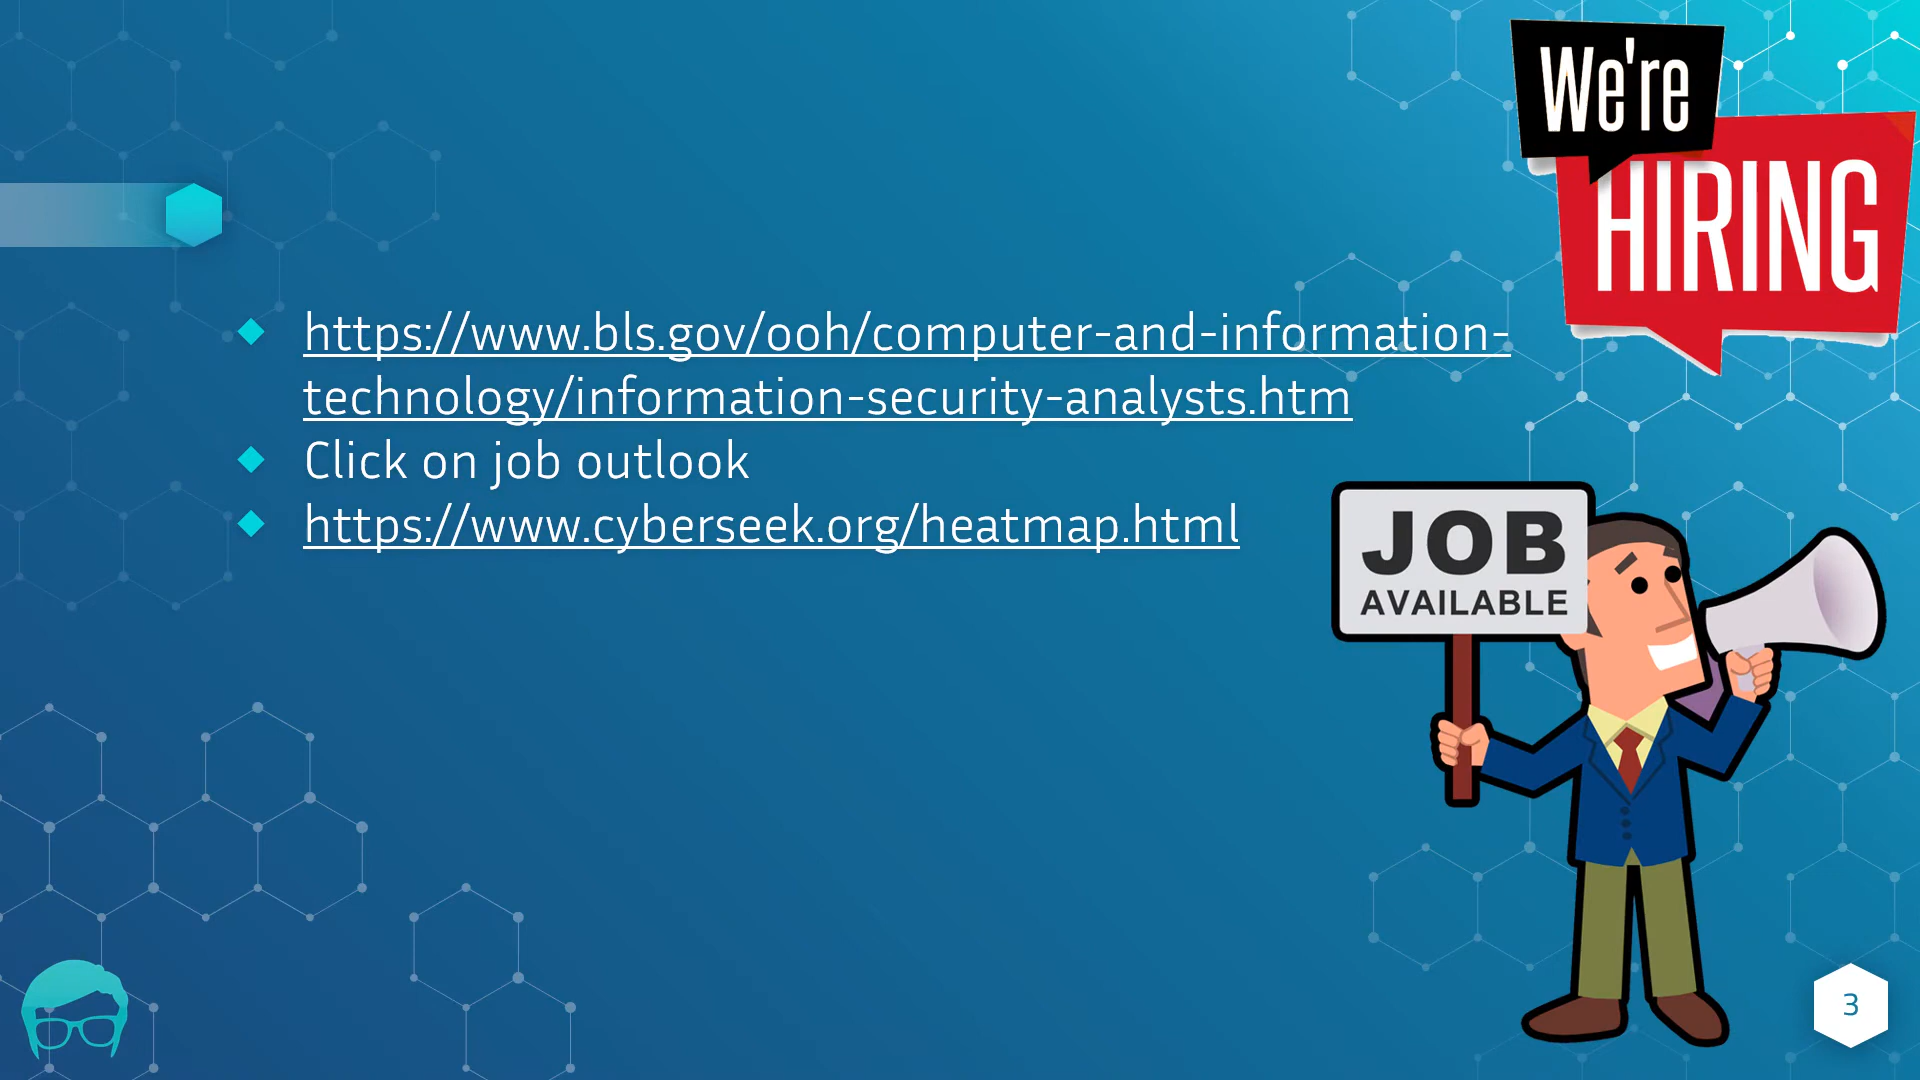 We're
HIRING
https://www.bls.gov/ooh/computer-and-information-
technology/information-security-analysts.htm
Click on job outlook
https://www.cyberseek.org/heatmap.html
JOB
AVAILABLE
3